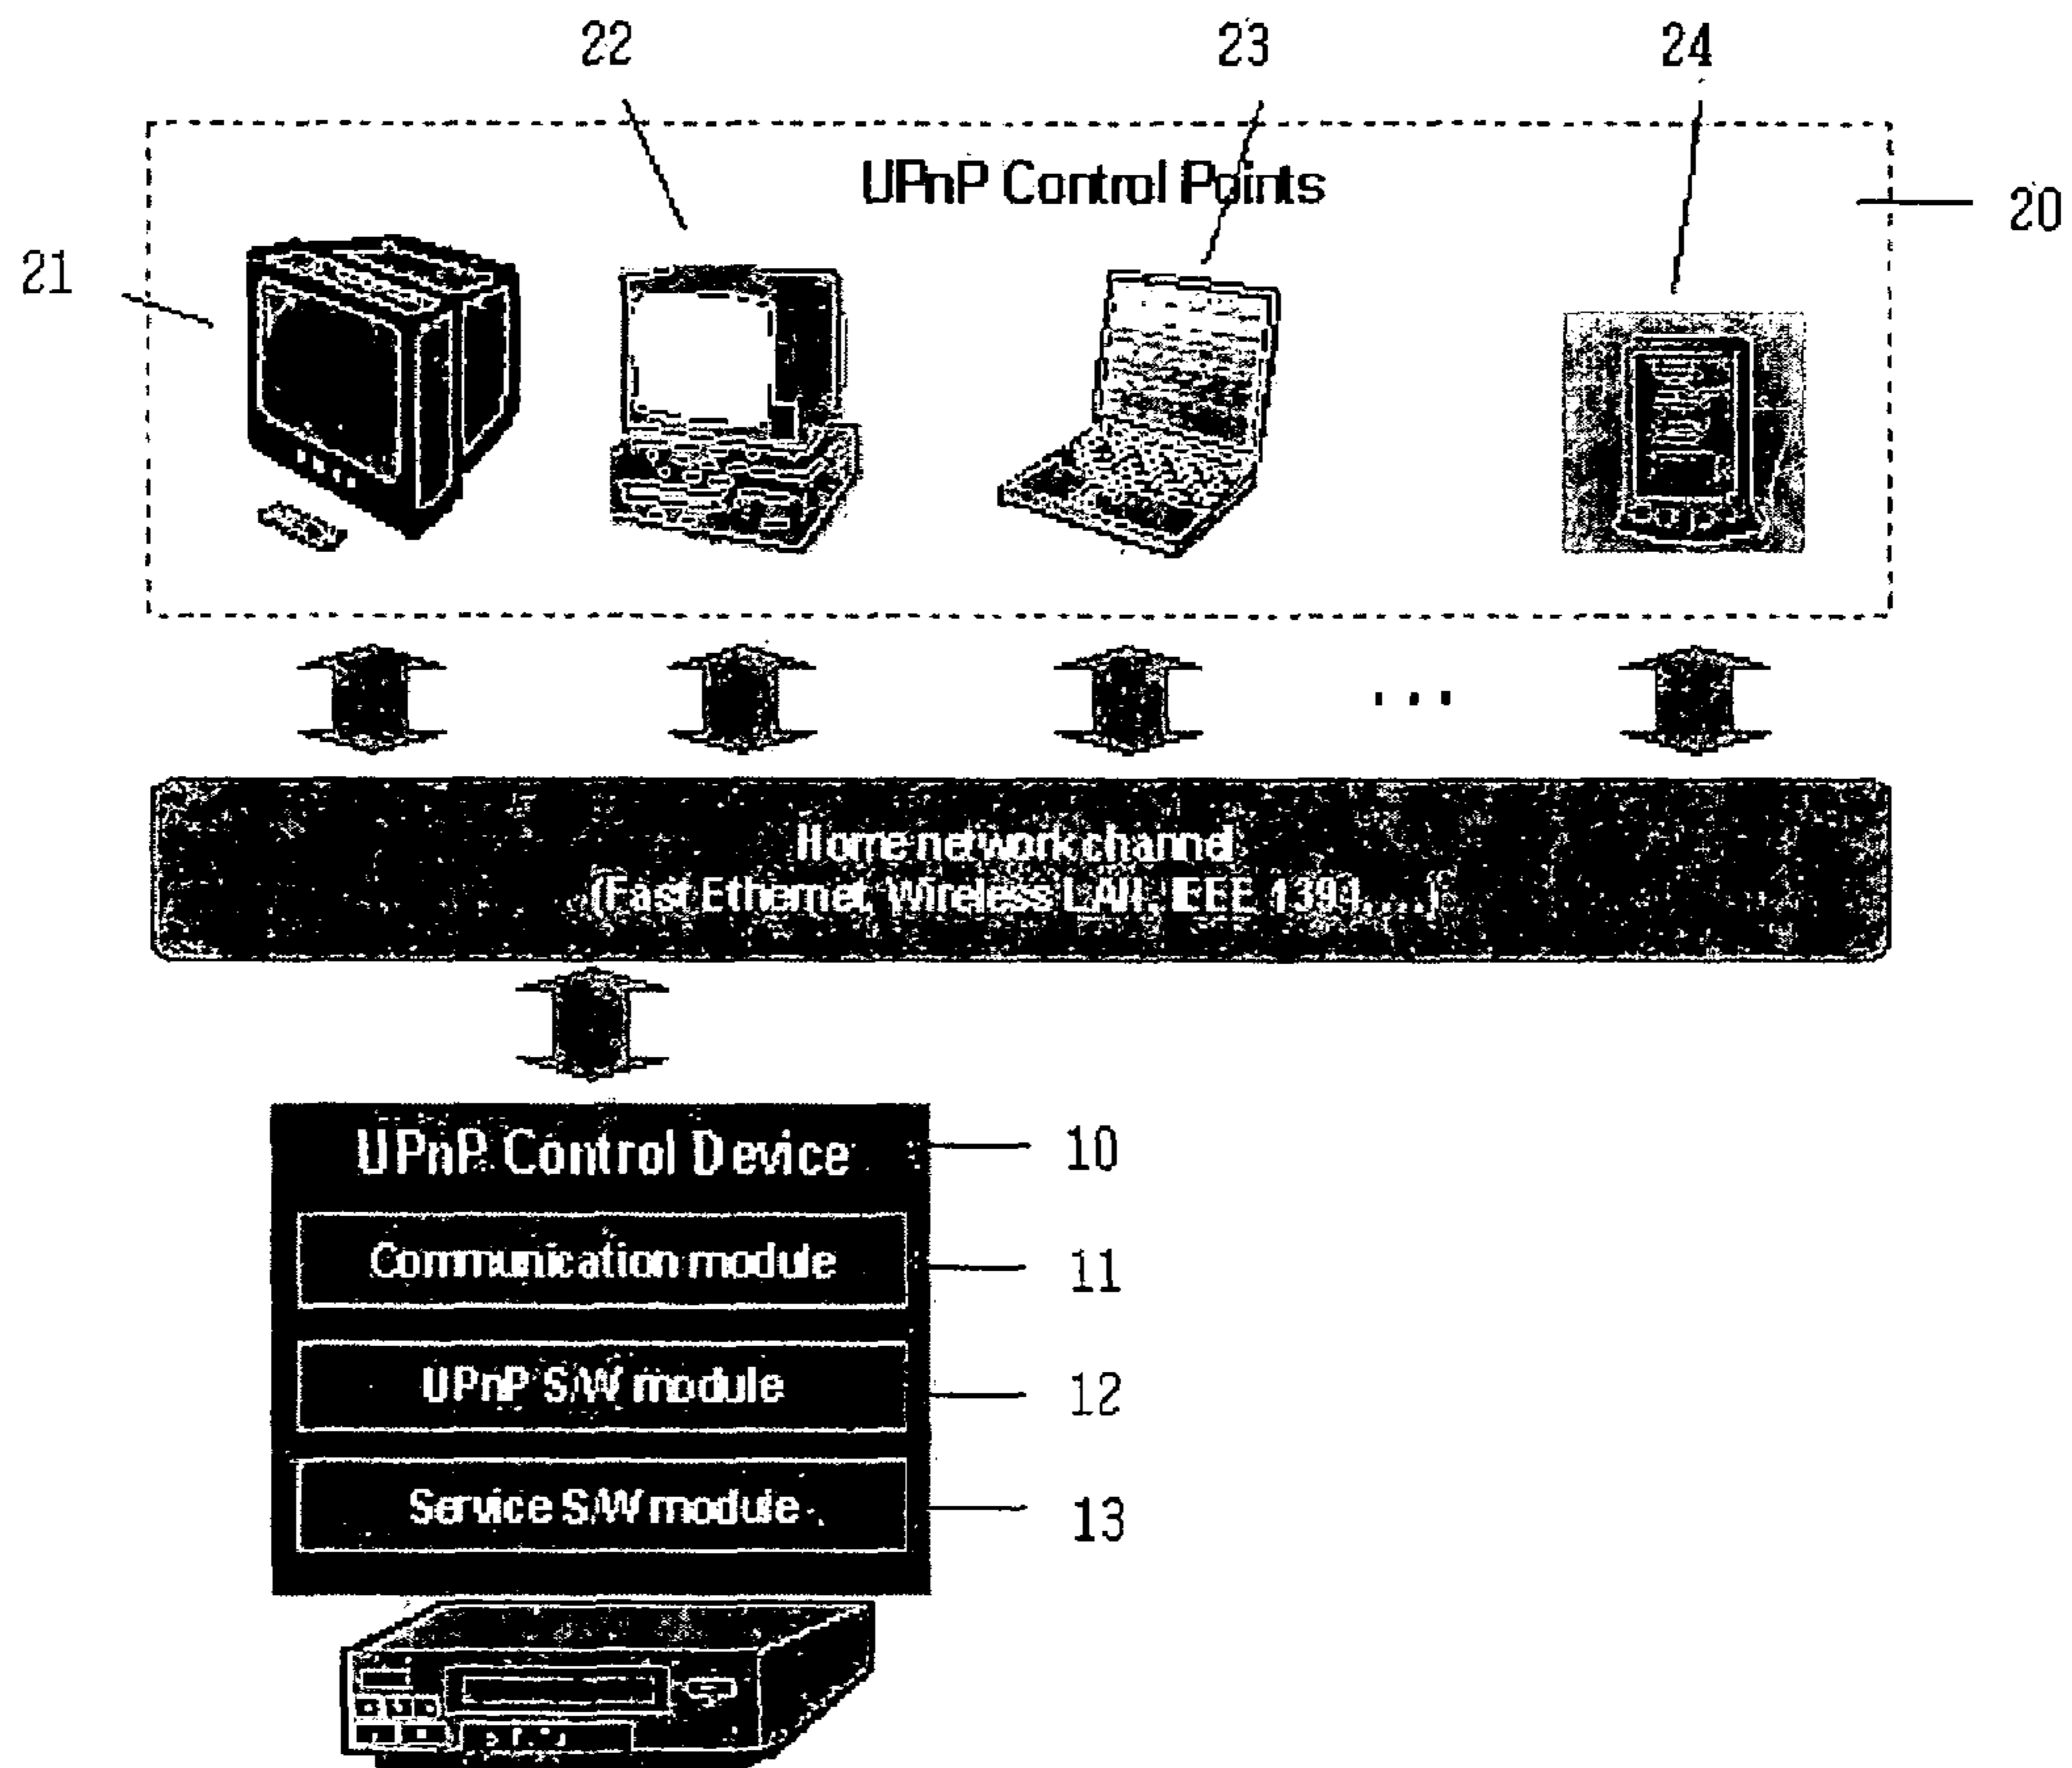 22 23 24
UPnP Control Points
20
21
...
Home network channel
(Fast Ethernet, Wireless LAN, IEEE 1394, ...)
UPnP Control Device
10
Communication module
11
UPnP S/W module
12
Service S/W module
13